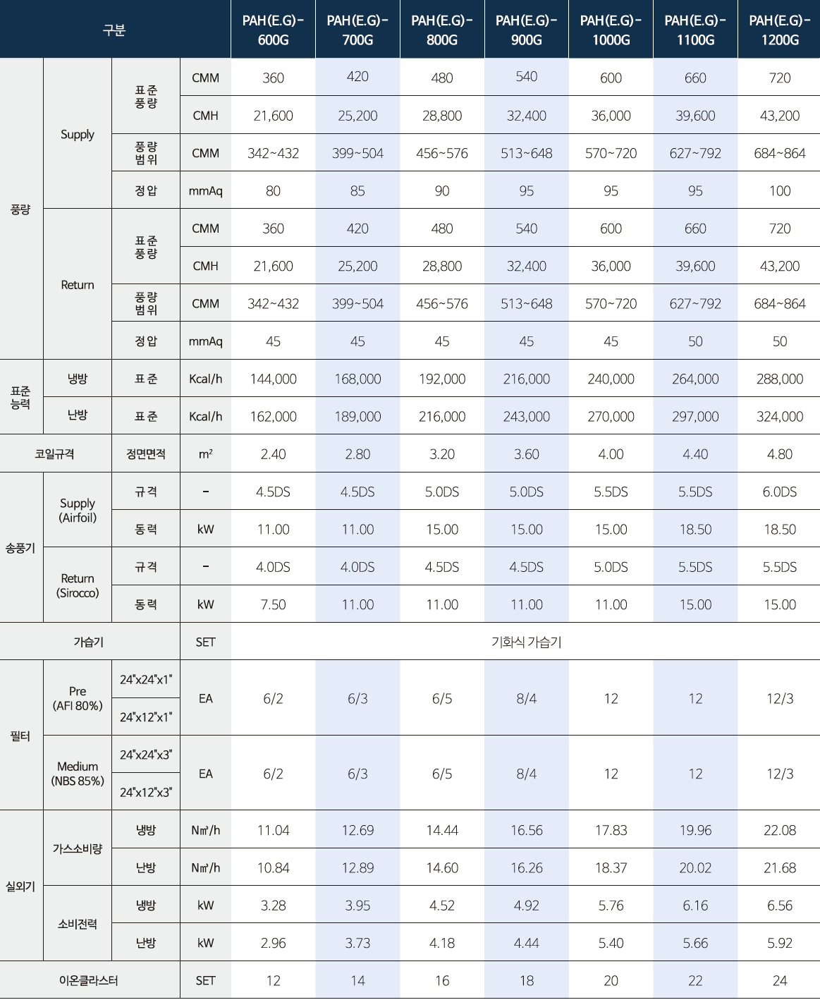 구분 PAH(E.G)-600G PAH(E.G)-700G PAH(E.G)-800G PAH(E.G)-900G PAH(E.G)-1000G PAH(E.G)-1100G PAH(E.G)-1200G
풍량 Supply 표준 풍량 CMM 360 420 480 540 600 660 720
CMH 21,600 25,200 28,800 32,400 36,000 39,600 43,200
풍량 범위 CMM 342~432 399~504 456~576 513~648 570~720 627~792 684~864
정압 mmAq 80 85 90 95 95 95 100
Return 표준 풍량 CMM 360 420 480 540 600 660 720
CMH 21,600 25,200 28,800 32,400 36,000 39,600 43,200
풍량 범위 CMM 342~432 399~504 456~576 513~648 570~720 627~792 684~864
정압 mmAq 45 45 45 45 45 50 50
표준 능력 냉방 표준 Kcal/h 144,000 168,000 192,000 216,000 240,000 264,000 288,000
난방 표준 Kcal/h 162,000 189,000 216,000 243,000 270,000 297,000 324,000
코일규격 정면면적 m² 2.40 2.80 3.20 3.60 4.00 4.40 4.80
송풍기 Supply (Airfoil) 규격 - 4.5DS 4.5DS 5.0DS 5.0DS 5.5DS 5.5DS 6.0DS
동력 kW 11.00 11.00 15.00 15.00 15.00 18.50 18.50
Return (Sirocco) 규격 - 4.0DS 4.0DS 4.5DS 4.5DS 5.0DS 5.5DS 5.5DS
동력 kW 7.50 11.00 11.00 11.00 11.00 15.00 15.00
가습기 SET 기화식 가습기
필터 Pre (AFI 80%) 24"x24"x1" 24"x12"x1" EA 6/2 6/3 6/5 8/4 12 12 12/3
Medium (NBS 85%) 24"x24"x3" 24"x12"x3" EA 6/2 6/3 6/5 8/4 12 12 12/3
실외기 가스소비량 냉방 N㎥/h 11.04 12.69 14.44 16.56 17.83 19.96 22.08
난방 N㎥/h 10.84 12.89 14.60 16.26 18.37 20.02 21.68
소비전력 냉방 kW 3.28 3.95 4.52 4.92 5.76 6.16 6.56
난방 kW 2.96 3.73 4.18 4.44 5.40 5.66 5.92
이온클라스터 SET 12 14 16 18 20 22 24